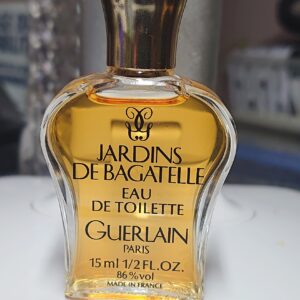 JARDINS
DE BAGATELLE
EAU
DE TOILETTE
GUERLAIN
PARIS
15 ml 1/2 FL.OZ.
86% vol
MADE IN FRANCE